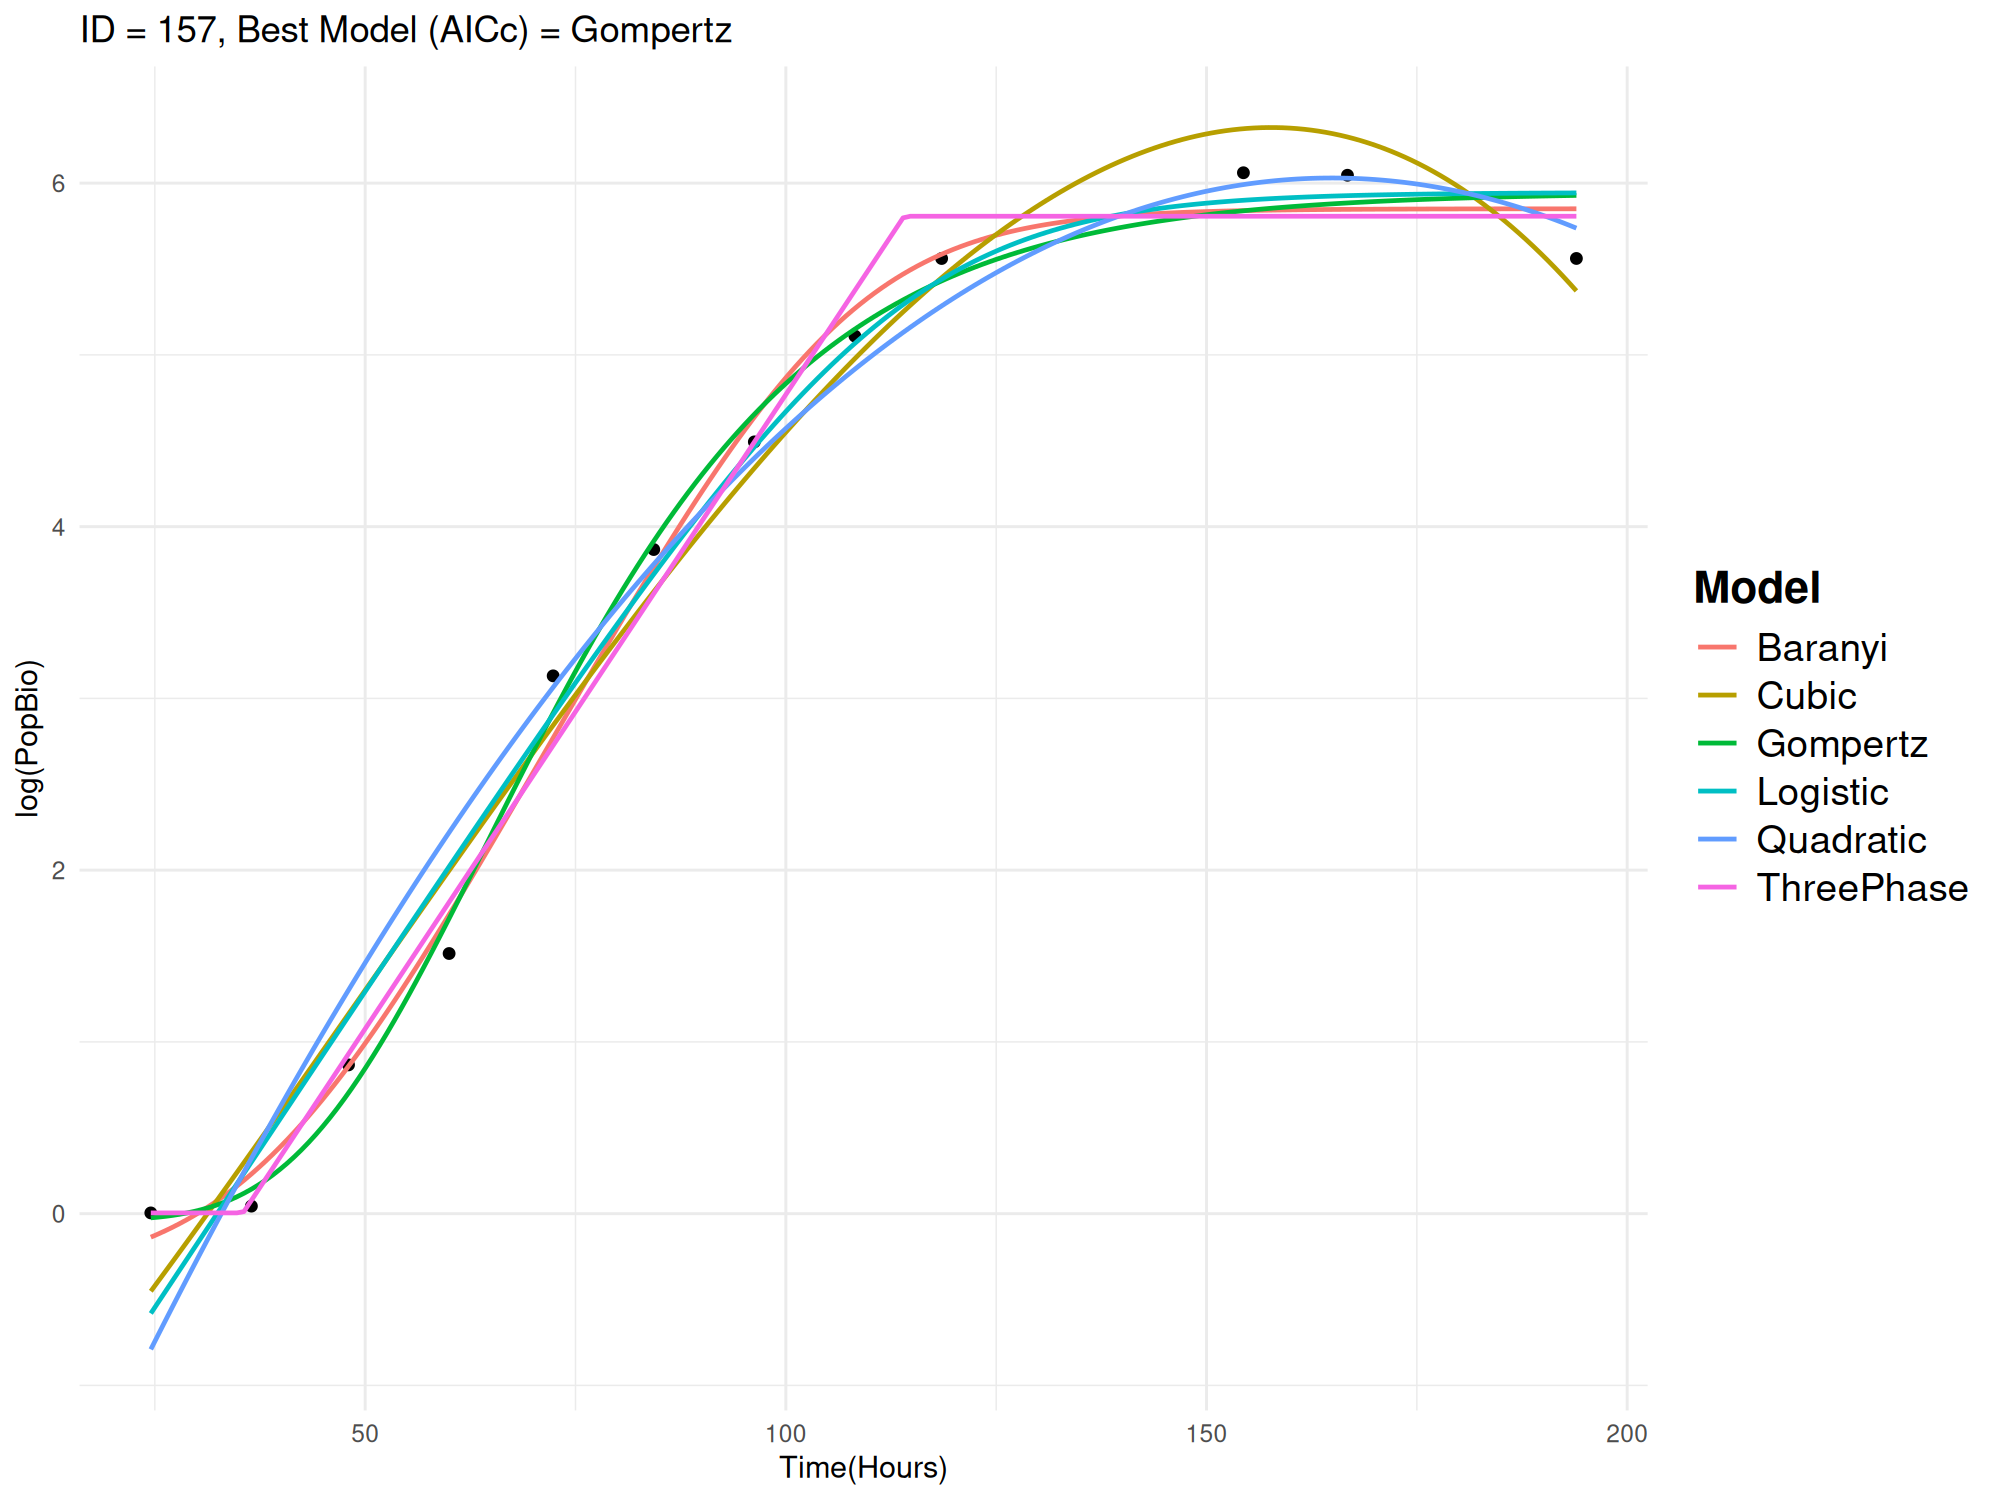 ID = 157, Best Model (AICc) = Gompertz
6
4
2
0
log(PopBio)
50
100
150
200
Time(Hours)
Model
Baranyi
Cubic
Gompertz
Logistic
Quadratic
ThreePhase